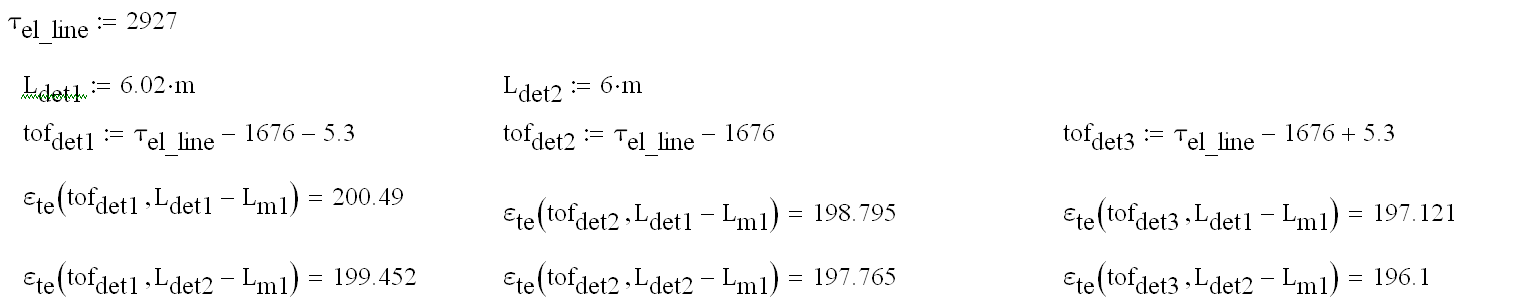 τel_line := 2927
Ldet1 := 6.02·m Ldet2 := 6·m
tofdet1 := τel_line − 1676 − 5.3 tofdet2 := τel_line − 1676 tofdet3 := τel_line − 1676 + 5.3
εte(tofdet1 , Ldet1 − Lm1) = 200.49 εte(tofdet2 , Ldet1 − Lm1) = 198.795 εte(tofdet3 , Ldet1 − Lm1) = 197.121
εte(tofdet1 , Ldet2 − Lm1) = 199.452 εte(tofdet2 , Ldet2 − Lm1) = 197.765 εte(tofdet3 , Ldet2 − Lm1) = 196.1